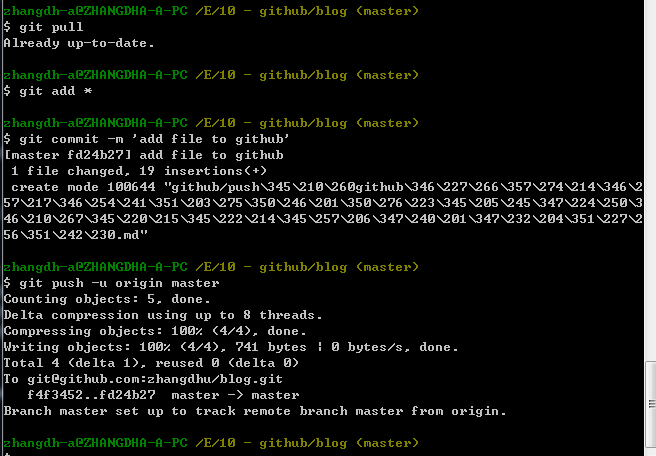 zhangdh-a@ZHANGDHA-A-PC /E/10 - github/blog (master)
$ git pull
Already up-to-date.
zhangdh-a@ZHANGDHA-A-PC /E/10 - github/blog (master)
$ git add *
zhangdh-a@ZHANGDHA-A-PC /E/10 - github/blog (master)
$ git commit -m 'add file to github'
[master fd24b27] add file to github
1 file changed, 19 insertions(+)
create mode 100644 "github/push\345\210\260github\346\227\266\357\274\214\346\2
57\217\346\254\241\351\203\275\350\246\201\350\276\223\345\205\245\347\224\250\3
46\210\267\345\220\215\345\222\214\345\257\206\347\240\201\347\232\204\351\227\2
56\351\242\230.md"
zhangdh-a@ZHANGDHA-A-PC /E/10 - github/blog (master)
$ git push -u origin master
Counting objects: 5, done.
Delta compression using up to 8 threads.
Compressing objects: 100% (4/4), done.
Writing objects: 100% (4/4), 741 bytes | 0 bytes/s, done.
Total 4 (delta 1), reused 0 (delta 0)
To git@github.com:zhangdhu/blog.git
f4f3452..fd24b27  master -> master
Branch master set up to track remote branch master from origin.
zhangdh-a@ZHANGDHA-A-PC /E/10 - github/blog (master)